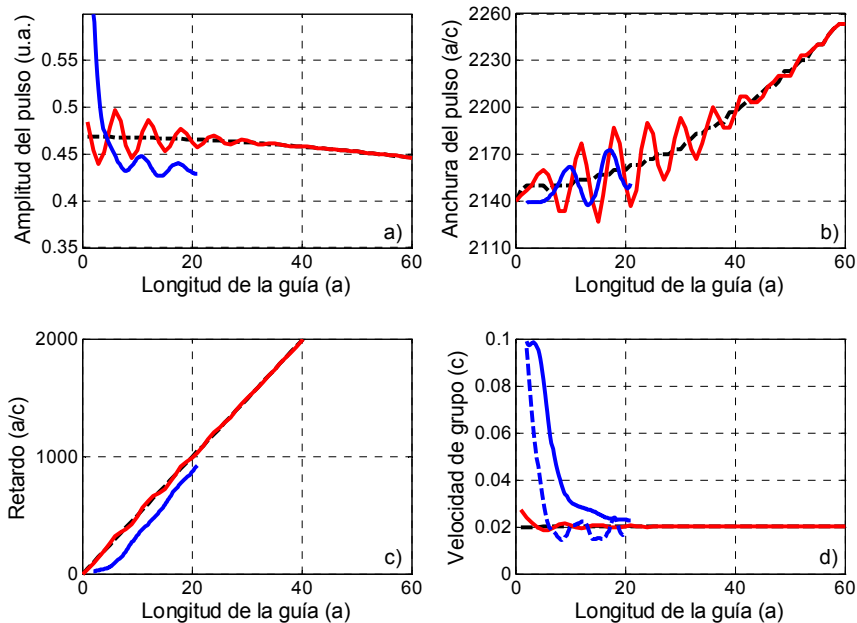 Amplitud del pulso (u.a.)
0.55
0.5
0.45
0.4
0.35
0 20 40 60
Longitud de la guía (a)
a)
Anchura del pulso (a/c)
2260
2230
2200
2170
2140
2110
0 20 40 60
Longitud de la guía (a)
b)
Retardo (a/c)
2000
1000
0
0 20 40 60
Longitud de la guía (a)
c)
Velocidad de grupo (c)
0.1
0.08
0.06
0.04
0.02
0
0 20 40 60
Longitud de la guía (a)
d)